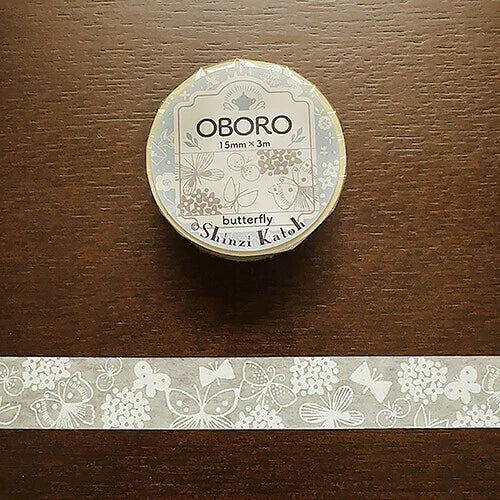 OBORO
15mm × 3m
butterfly
©Shinzi Katoh